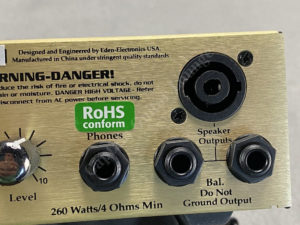 Designed and Engineered by Eden-Electronics USA
Manufactured in China under stringent quality standards
RNING-DANGER!
duce the risk of fire or electrical shock, do not
ain or moisture. DANGER HIGH VOLTAGE - Refer
isconnect from AC power before servicing.
RoHS
conform
Phones
Speaker
Outputs
10
Level
Bal.
Do Not
Ground Output
260 Watts/4 Ohms Min